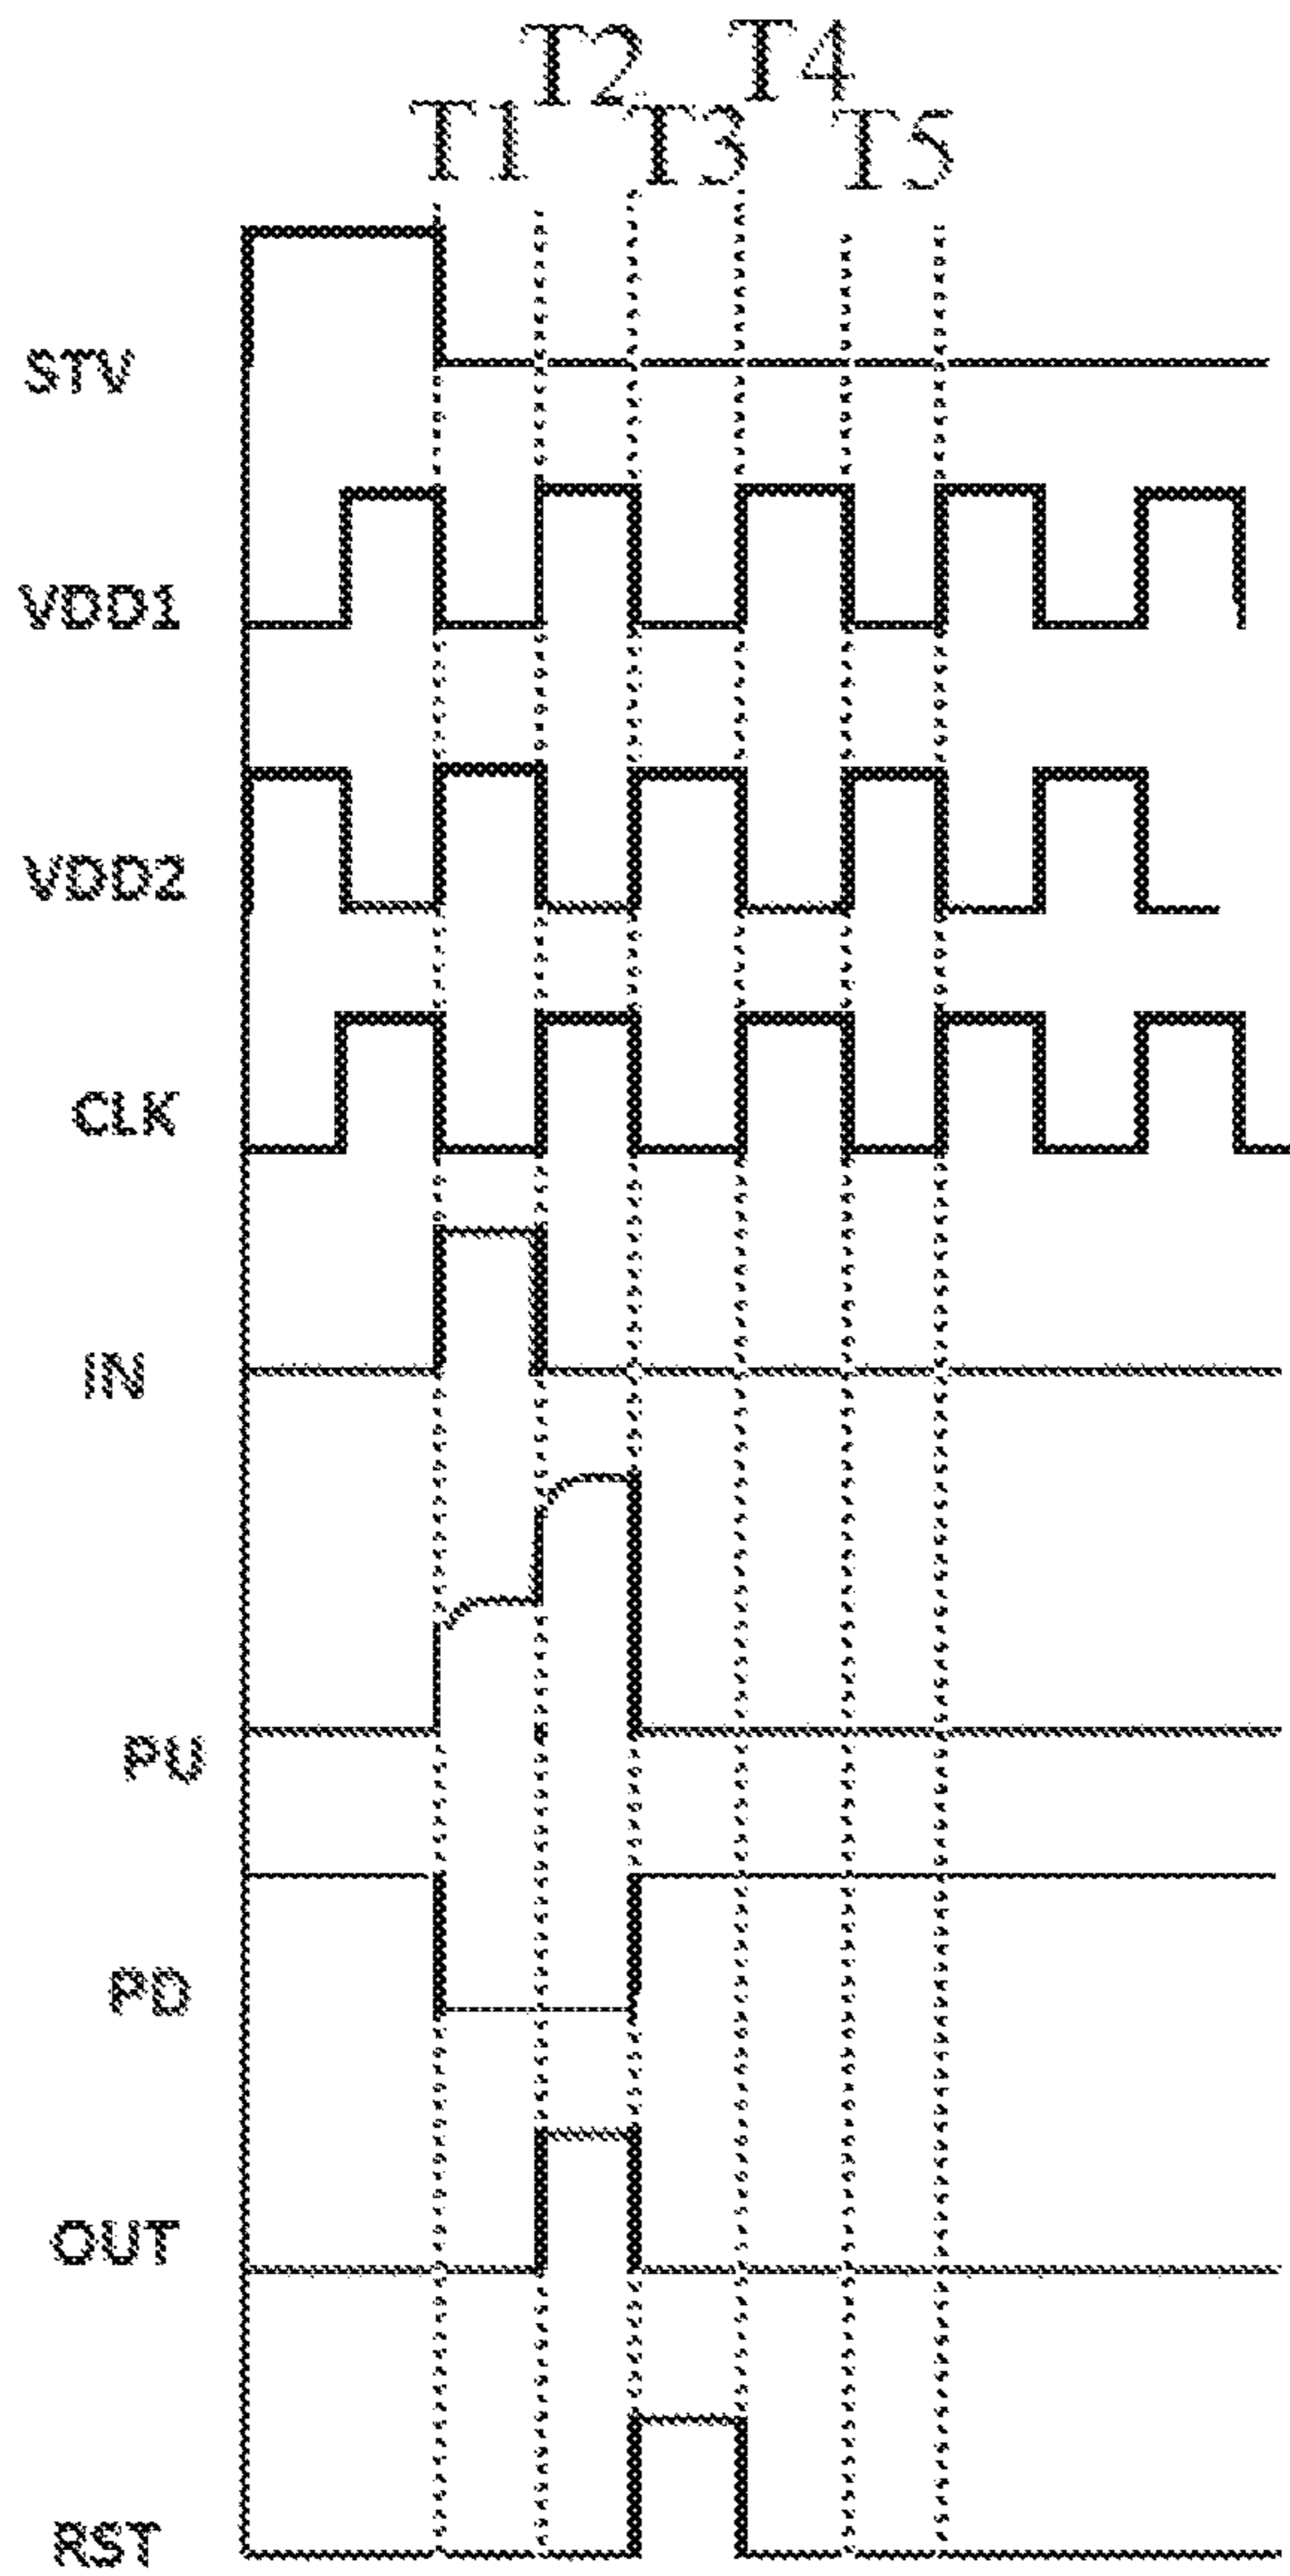 T2 T4
T1 T3 T5
STV
VDD1
VDD2
CLK
IN
PU
PD
OUT
RST